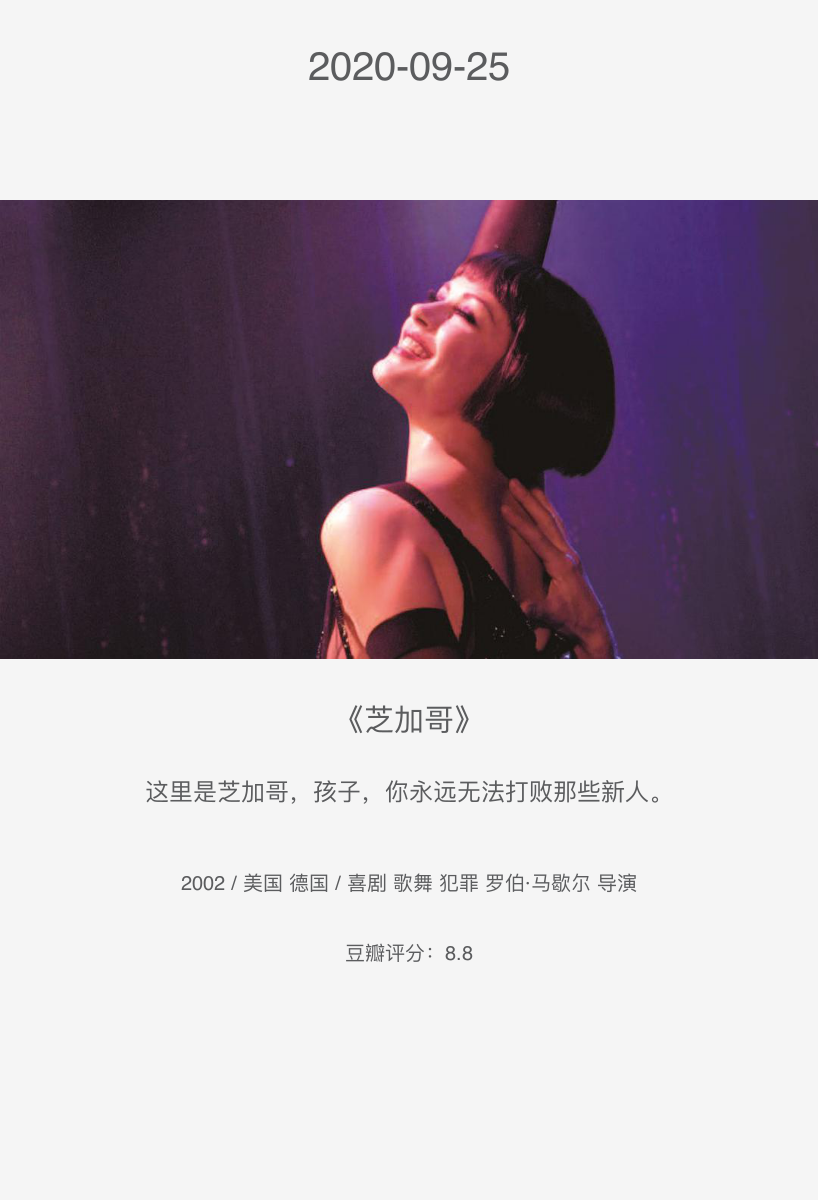 2020-09-25
《芝加哥》
这里是芝加哥，孩子，你永远无法打败那些新人。
2002 / 美国 德国 / 喜剧 歌舞 犯罪 罗伯·马歇尔 导演
豆瓣评分：8.8